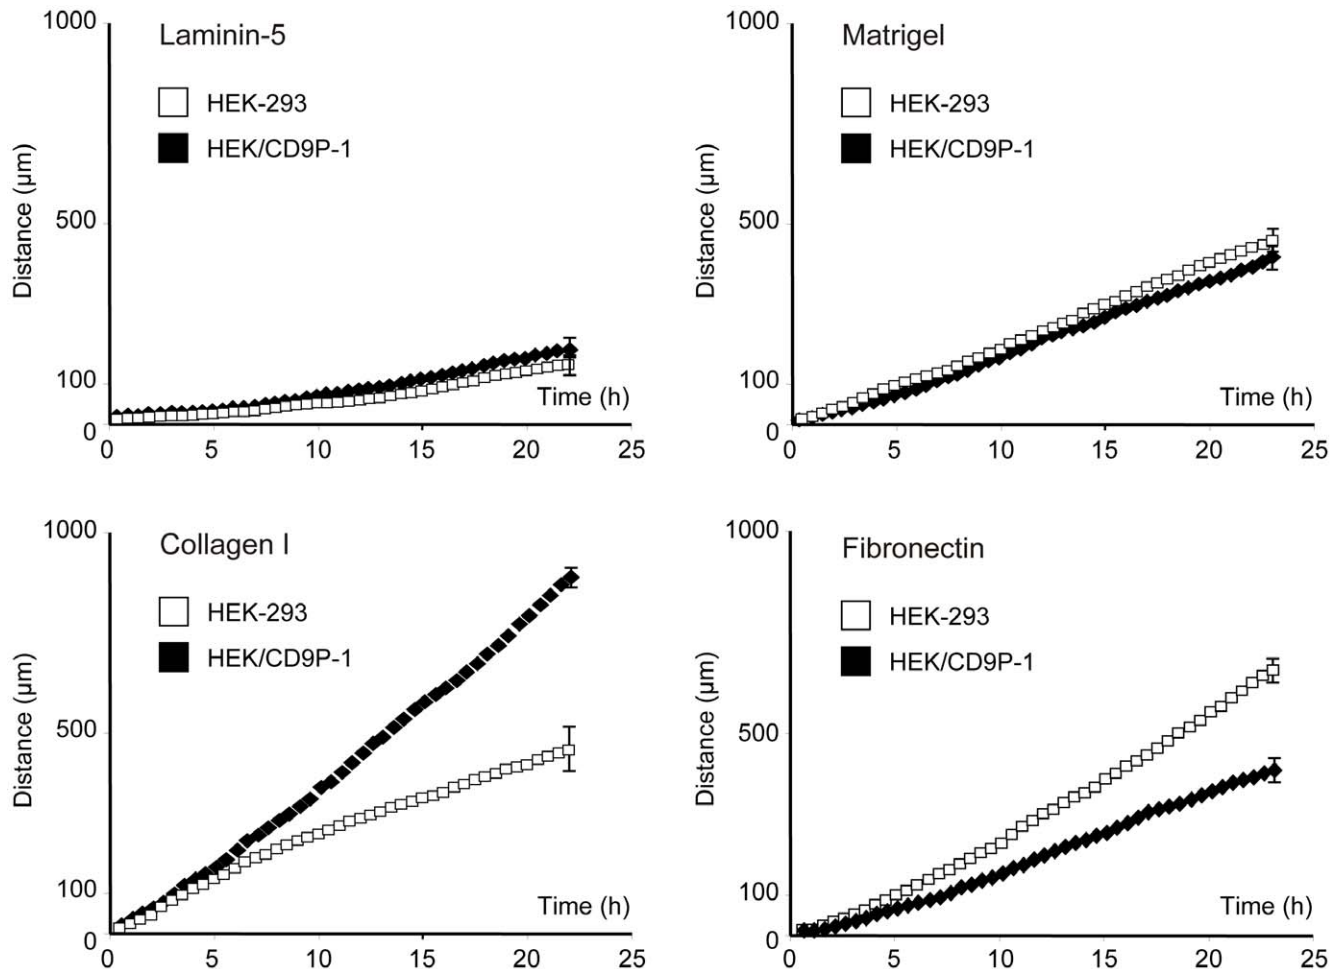 Laminin-5
HEK-293
HEK/CD9P-1
Distance (μm)
1000
500
100
0
Time (h)
0 5 10 15 20 25
Matrigel
HEK-293
HEK/CD9P-1
Distance (μm)
1000
500
100
0
Time (h)
0 5 10 15 20 25
Collagen I
HEK-293
HEK/CD9P-1
Distance (μm)
1000
500
100
0
Time (h)
0 5 10 15 20 25
Fibronectin
HEK-293
HEK/CD9P-1
Distance (μm)
1000
500
100
0
Time (h)
0 5 10 15 20 25